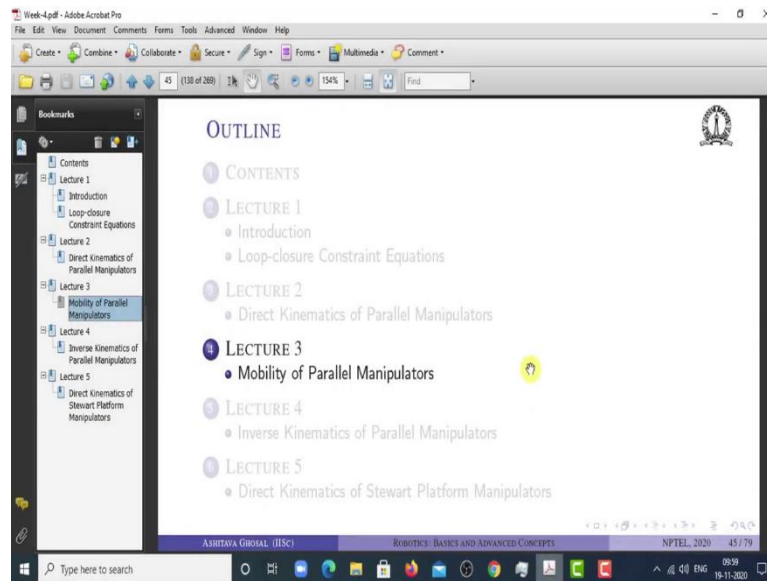 Week-4.pdf - Adobe Acrobat Pro
File Edit View Document Comments Forms Tools Advanced Window Help
Create Combine Collaborate Secure Sign Forms Multimedia Comment
45 (138 of 269) 154% Find
Bookmarks
Contents
Lecture 1
Introduction
Loop-closure
Constraint Equations
Lecture 2
Direct Kinematics of
Parallel Manipulators
Lecture 3
Mobility of Parallel
Manipulators
Lecture 4
Inverse Kinematics of
Parallel Manipulators
Lecture 5
Direct Kinematics of
Stewart Platform
Manipulators
OUTLINE
1 CONTENTS
2 LECTURE 1
Introduction
Loop-closure Constraint Equations
3 LECTURE 2
Direct Kinematics of Parallel Manipulators
4 LECTURE 3
Mobility of Parallel Manipulators
5 LECTURE 4
Inverse Kinematics of Parallel Manipulators
6 LECTURE 5
Direct Kinematics of Stewart Platform Manipulators
ASHITAVA GHOSAL (IISC) ROBOTICS: BASICS AND ADVANCED CONCEPTS NPTEL, 2020 45 / 79
Type here to search
ENG
09:59
19-11-2020